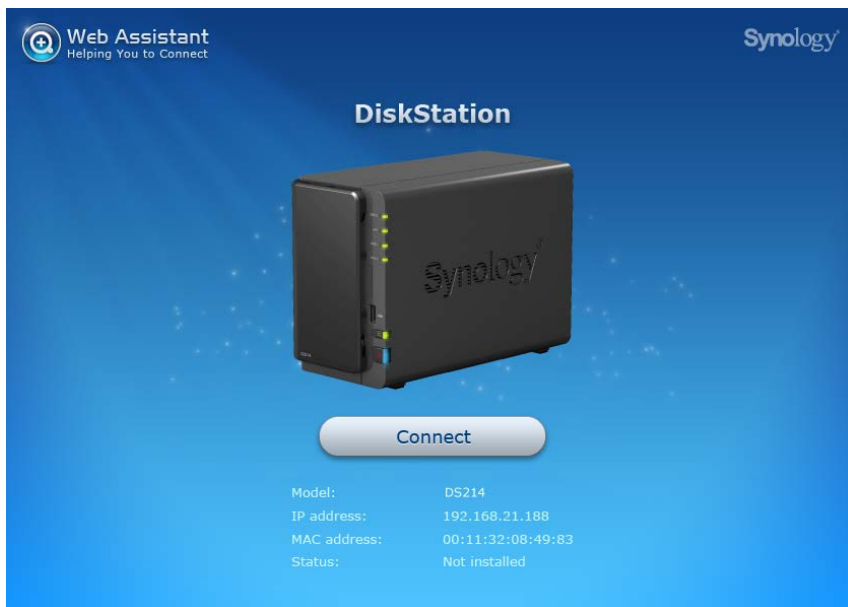 Web Assistant
Helping You to Connect
Synology
DiskStation
Synology
Connect
Model: DS214
IP address: 192.168.21.188
MAC address: 00:11:32:08:49:83
Status: Not installed